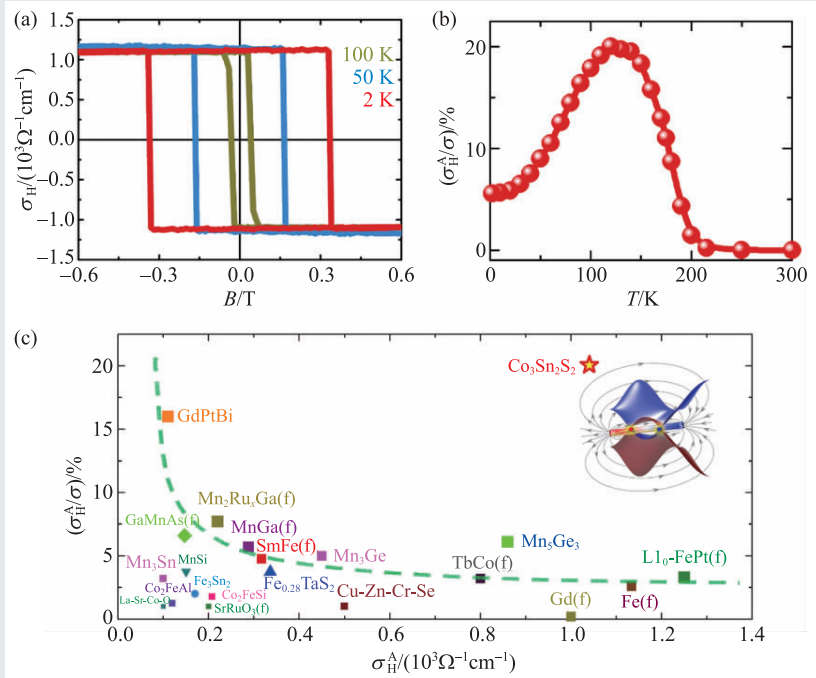 (a)
1.5
1.0
0.5
0.0
−0.5
−1.0
−1.5
σH/(10³Ω⁻¹cm⁻¹)
100 K
50 K
2 K
−0.6
−0.3
0.0
0.3
0.6
B/T
(b)
20
10
0
(σHᴬ/σ)/%
0
100
200
300
T/K
(c)
20
15
10
5
0
(σHᴬ/σ)/%
Co₃Sn₂S₂
GdPtBi
Mn₂RuₓGa(f)
GaMnAs(f)
MnGa(f)
SmFe(f)
Mn₃Ge
Mn₅Ge₃
Mn₃Sn
MnSi
TbCo(f)
L1₀-FePt(f)
Co₂FeAl
Fe₃Sn₂
Fe₀.₂₈TaS₂
La-Sr-Co-O
Co₂FeSi
Cu-Zn-Cr-Se
SrRuO₃(f)
Gd(f)
Fe(f)
0.0
0.2
0.4
0.6
0.8
1.0
1.2
1.4
σHᴬ/(10³Ω⁻¹cm⁻¹)